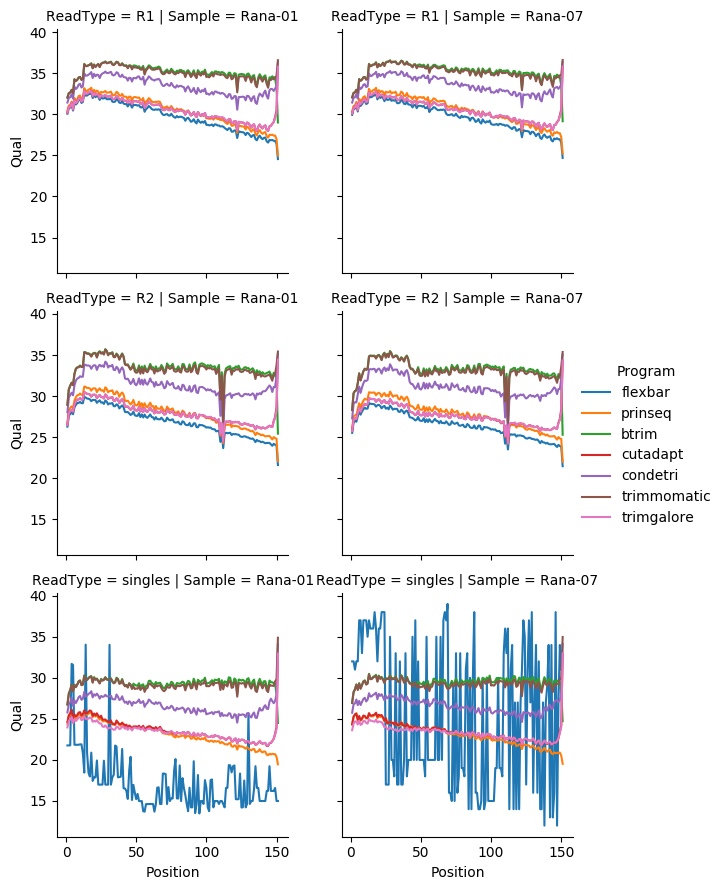 ReadType = R1 | Sample = Rana-01
ReadType = R1 | Sample = Rana-07
40
35
30
25
20
15
Qual
ReadType = R2 | Sample = Rana-01
ReadType = R2 | Sample = Rana-07
40
35
30
25
20
15
Qual
Program
flexbar
prinseq
btrim
cutadapt
condetri
trimmomatic
trimgalore
ReadType = singles | Sample = Rana-01
ReadType = singles | Sample = Rana-07
40
35
30
25
20
15
Qual
0
50
100
150
Position
0
50
100
150
Position